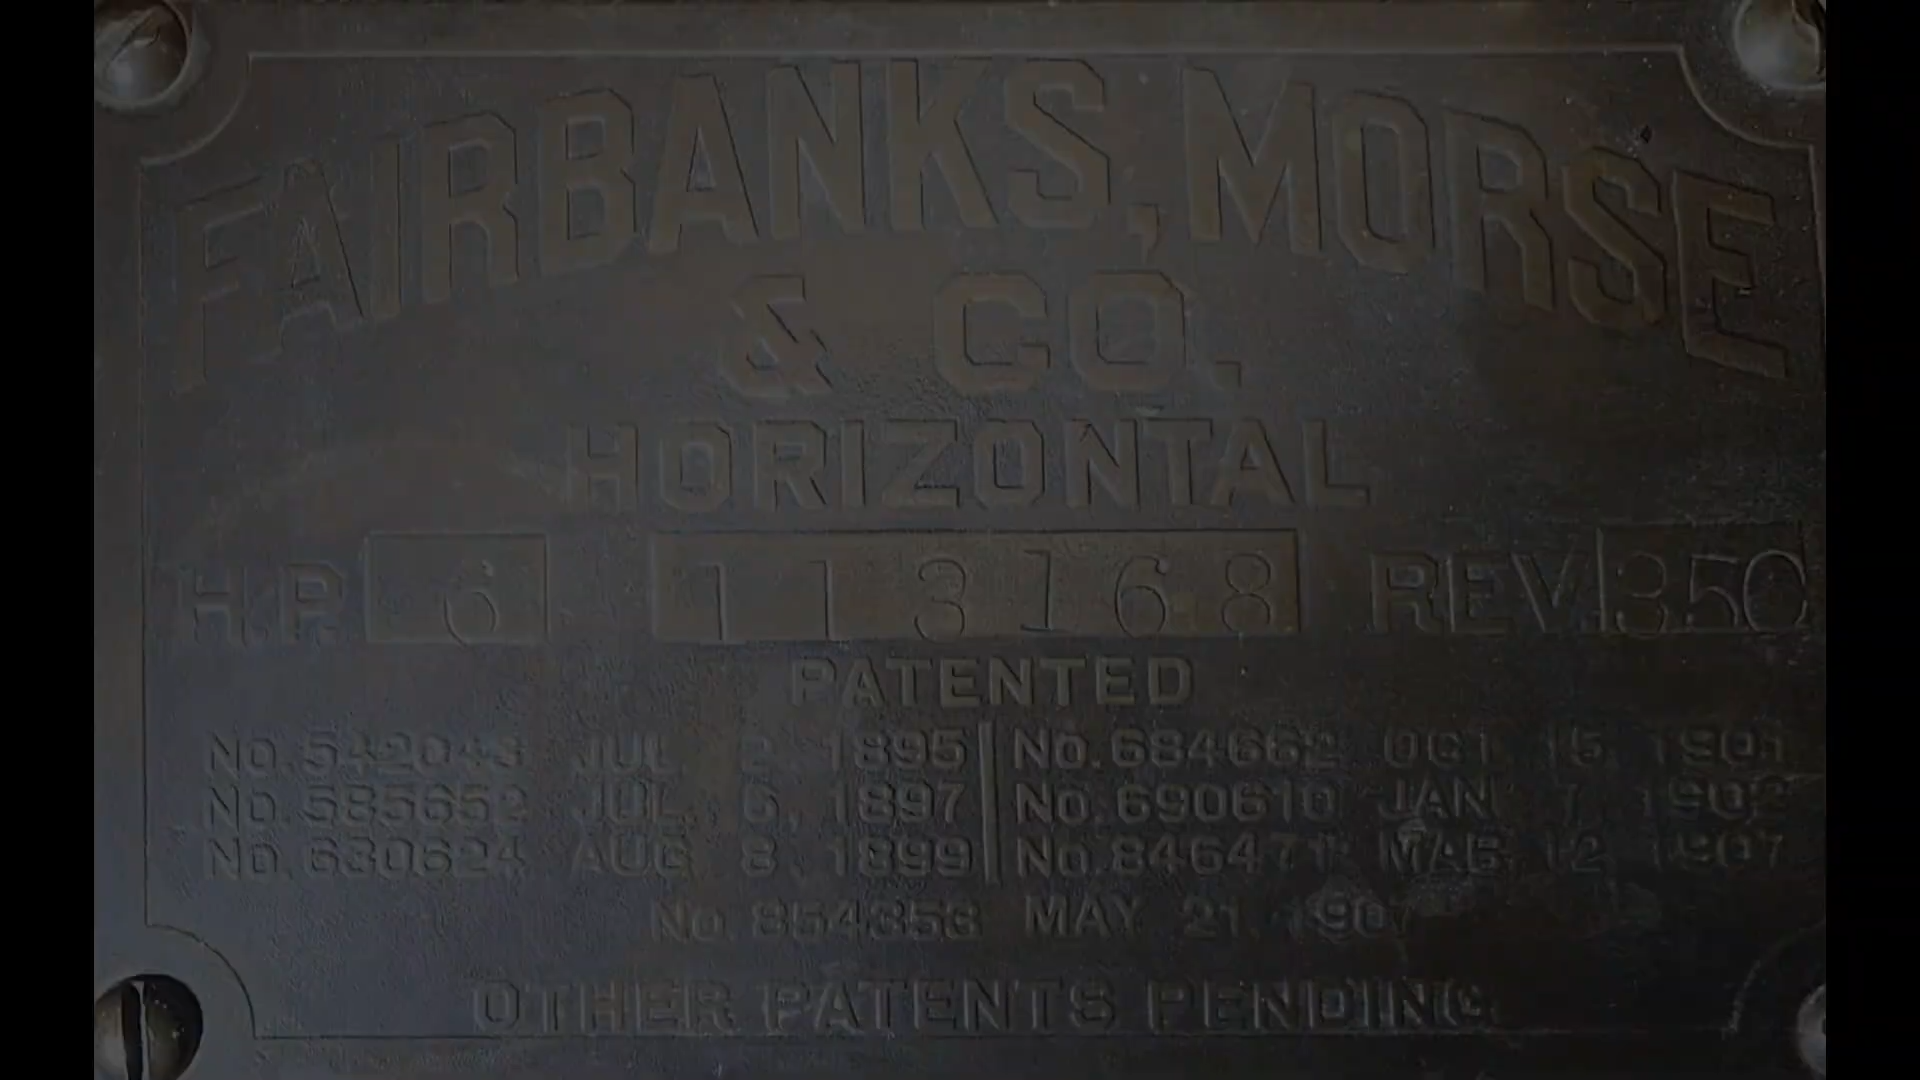 FAIRBANKS, MORSE
& CO.
HORIZONTAL
H.P. 6 113168 REV. 350
PATENTED
No. 542043 JUL 2, 1895 No. 684662 OCT 15, 1901
No. 585652 JUL. 6, 1897 No. 690610 JAN 7, 1902
No. 630624 AUG 8, 1899 No. 846471 MAR. 12 1907
No. 854353 MAY 21, 1907
OTHER PATENTS PENDING